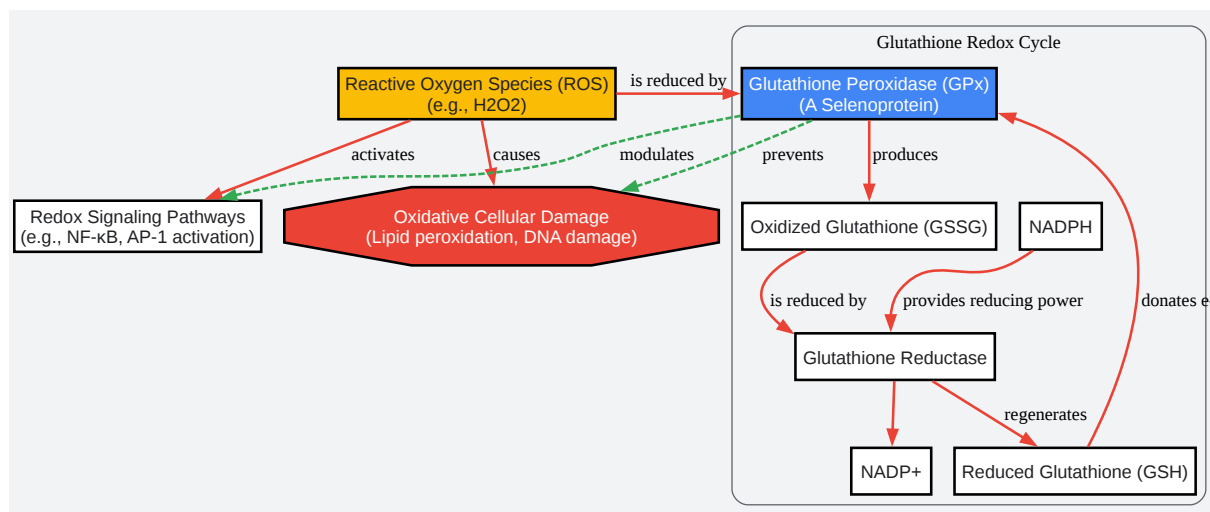 Glutathione Redox Cycle
Reactive Oxygen Species (ROS)
(e.g., H2O2)
is reduced by
Glutathione Peroxidase (GPx)
(A Selenoprotein)
activates
causes
modulates
prevents
produces
Redox Signaling Pathways
(e.g., NF-κB, AP-1 activation)
Oxidative Cellular Damage
(Lipid peroxidation, DNA damage)
Oxidized Glutathione (GSSG)
NADPH
is reduced by
provides reducing power
donates e
Glutathione Reductase
regenerates
NADP+
Reduced Glutathione (GSH)